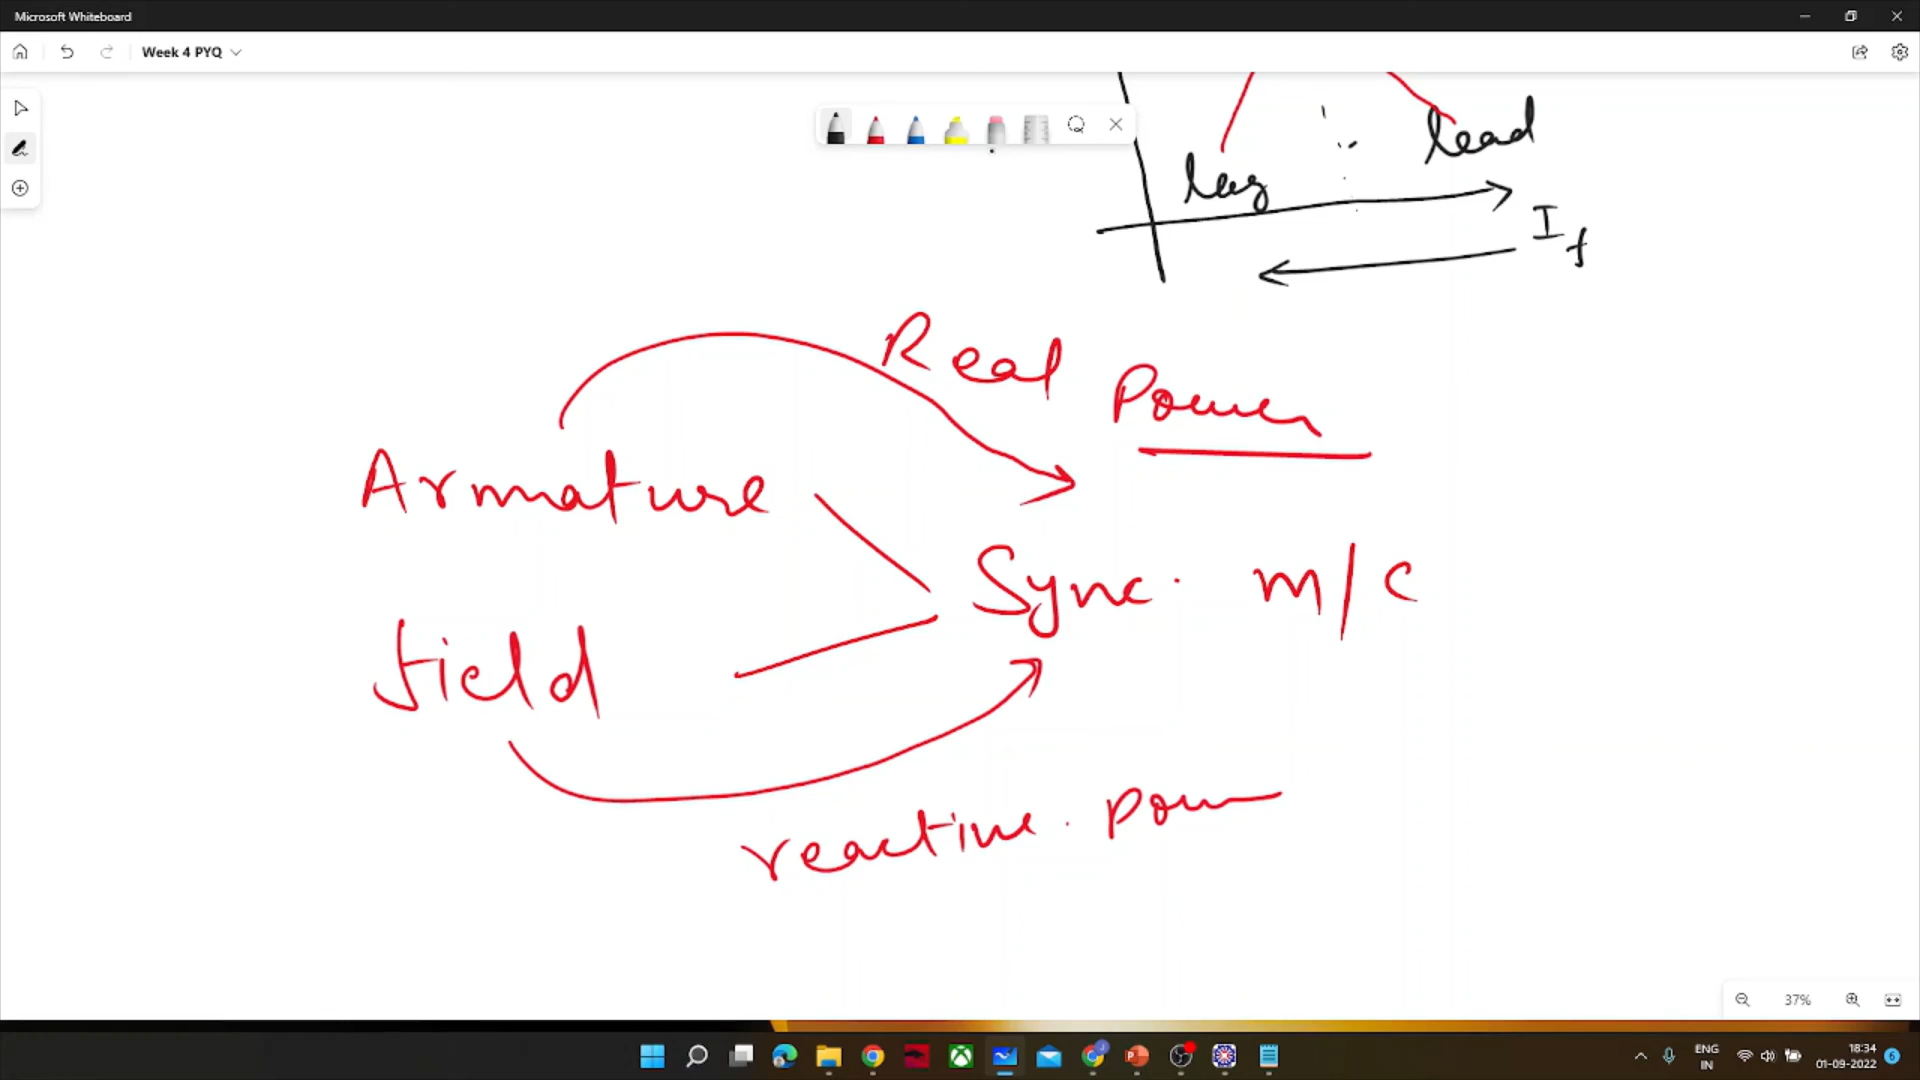 Microsoft Whiteboard
Week 4 PYQ
lead
lag
If
Real Power
Armature
Sync. m/c
field
reactive. Pow
37%
ENG
IN
18:34
01-09-2022
6